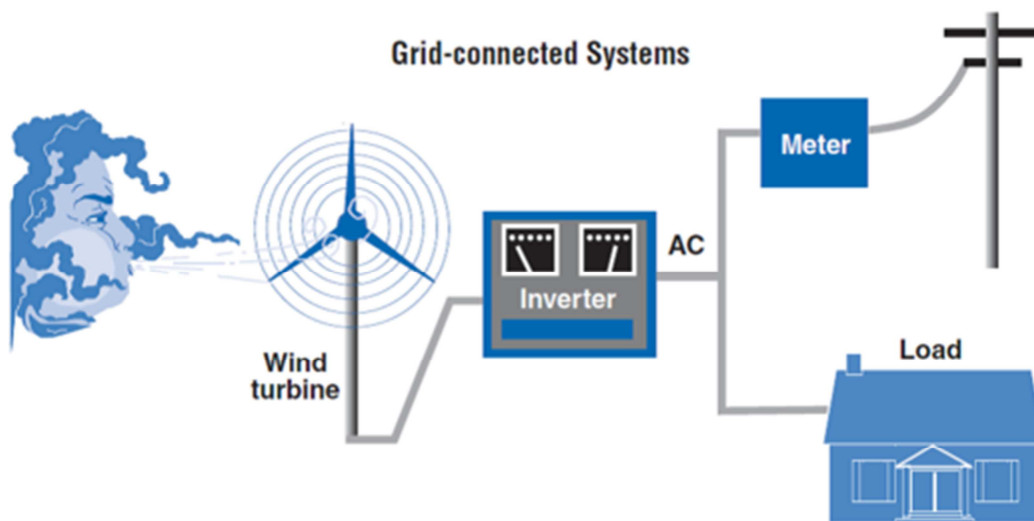 Grid-connected Systems
Meter
AC
Inverter
Wind
turbine
Load